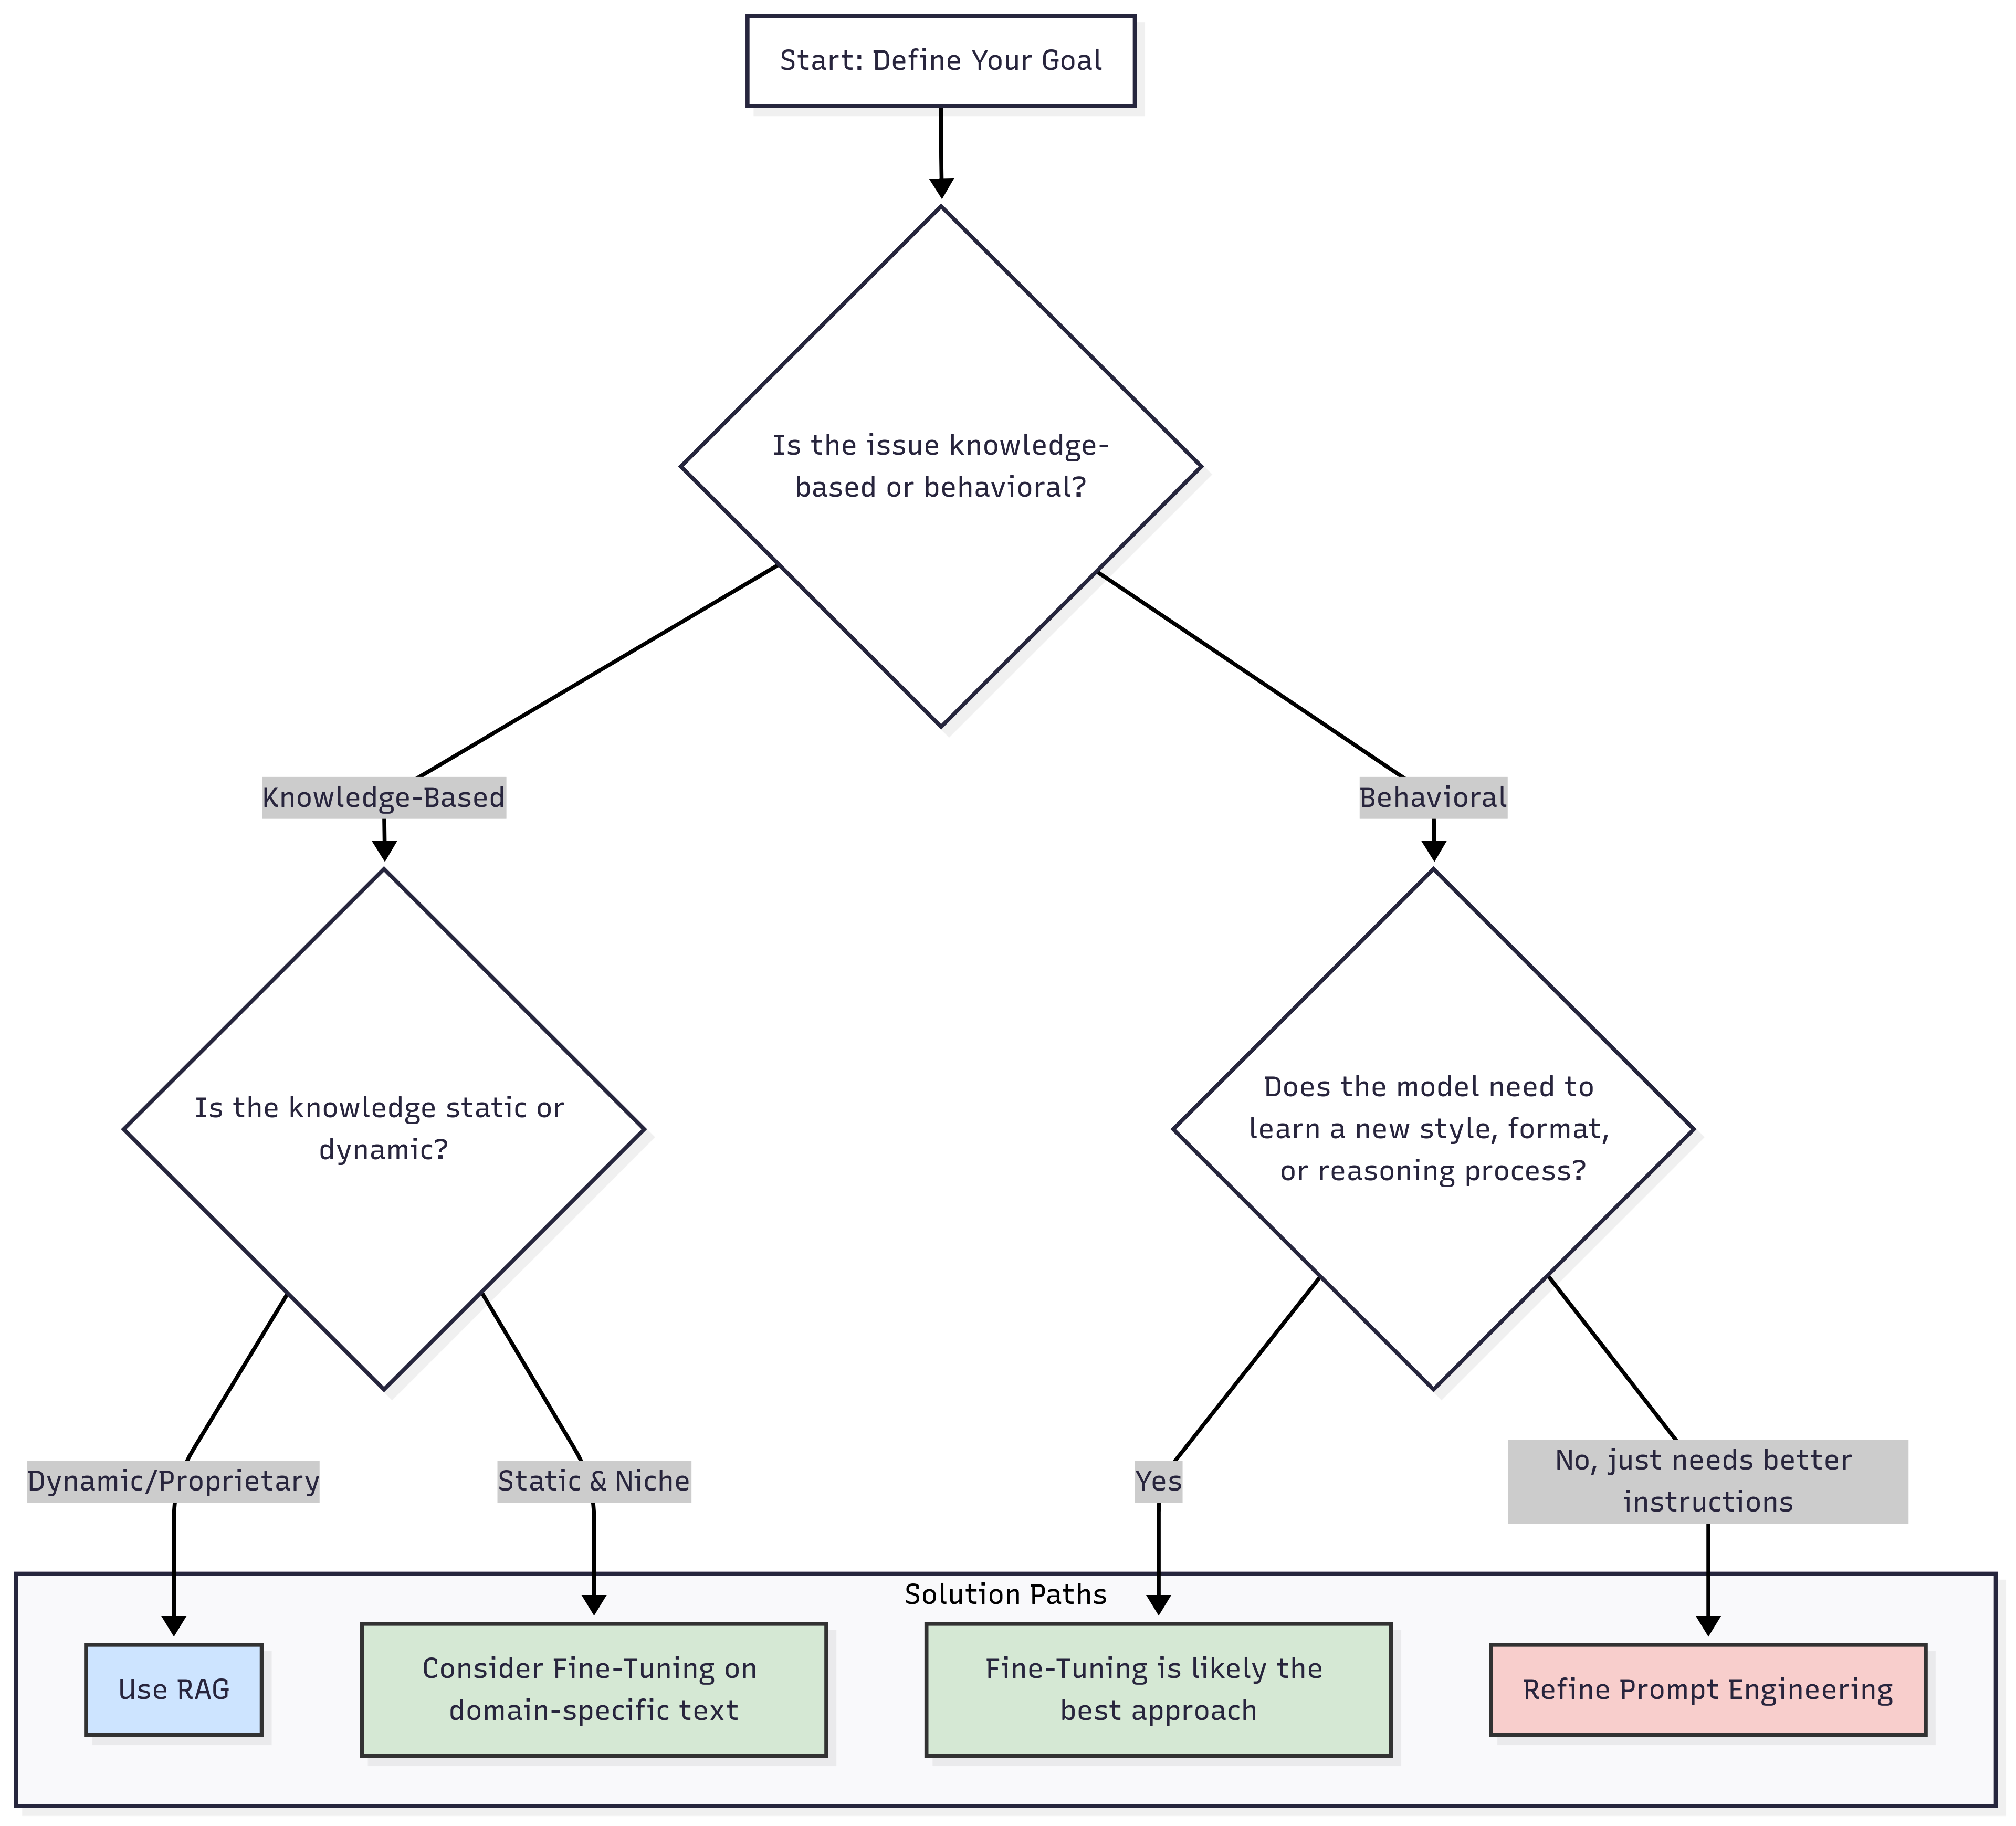 Start: Define Your Goal
Is the issue knowledge-
based or behavioral?
Knowledge-Based
Behavioral
Is the knowledge static or
dynamic?
Does the model need to
learn a new style, format,
or reasoning process?
Dynamic/Proprietary
Static & Niche
Yes
No, just needs better
instructions
Solution Paths
Use RAG
Consider Fine-Tuning on
domain-specific text
Fine-Tuning is likely the
best approach
Refine Prompt Engineering